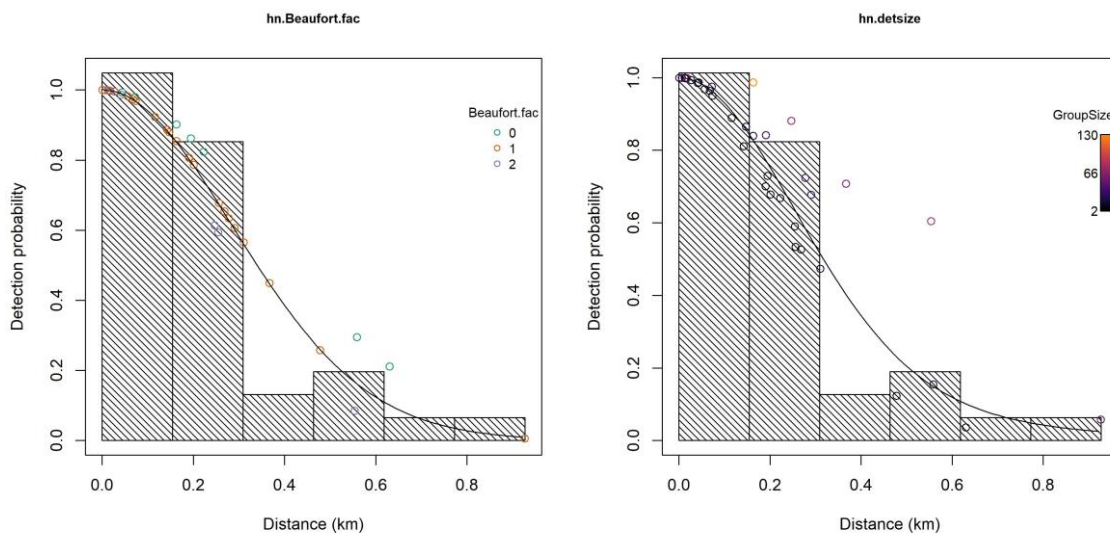 hn.Beaufort.fac
Detection probability
1.0
0.8
0.6
0.4
0.2
0.0
Beaufort.fac
0
1
2
0.0 0.2 0.4 0.6 0.8
Distance (km)
hn.detsize
Detection probability
1.0
0.8
0.6
0.4
0.2
0.0
GroupSize
130
66
2
0.0 0.2 0.4 0.6 0.8
Distance (km)